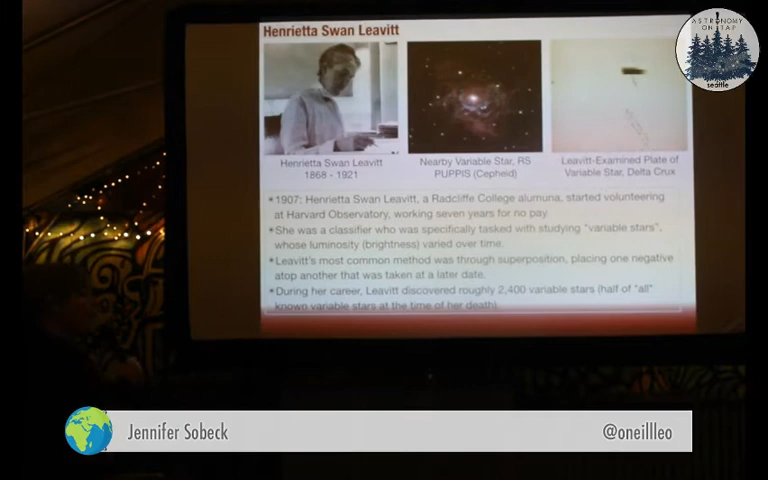 Henrietta Swan Leavitt
ASTRONOMY
ON TAP
seattle
Henrietta Swan Leavitt
1868 - 1921
Nearby Variable Star, RS
PUPPIS (Cepheid)
Leavitt-Examined Plate of
Variable Star, Delta Crux
*1907: Henrietta Swan Leavitt, a Radcliffe College alumuna, started volunteering
at Harvard Observatory, working seven years for no pay
*She was a classifier who was specifically tasked with studying "variable stars",
whose luminosity (brightness) varied over time.
*Leavitt's most common method was through superposition, placing one negative
atop another that was taken at a later date.
*During her career, Leavitt discovered roughly 2,400 variable stars (half of "all"
known variable stars at the time of her death).
Jennifer Sobeck
@oneillleo